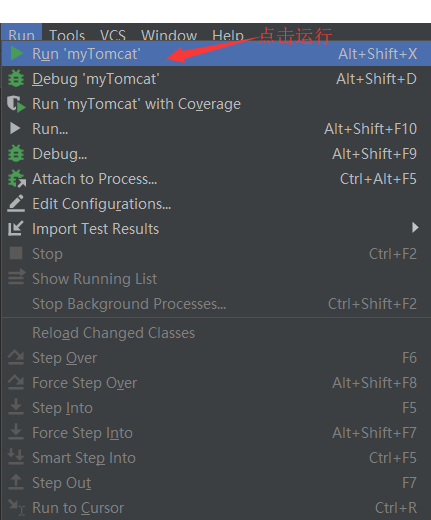 Run Tools VCS Window Help
点击运行
Run 'myTomcat' Alt+Shift+X
Debug 'myTomcat' Alt+Shift+D
Run 'myTomcat' with Coverage
Run... Alt+Shift+F10
Debug... Alt+Shift+F9
Attach to Process... Ctrl+Alt+F5
Edit Configurations...
Import Test Results
Stop Ctrl+F2
Show Running List
Stop Background Processes... Ctrl+Shift+F2
Reload Changed Classes
Step Over F6
Force Step Over Alt+Shift+F8
Step Into F5
Force Step Into Alt+Shift+F7
Smart Step Into Ctrl+F5
Step Out F7
Run to Cursor Ctrl+R